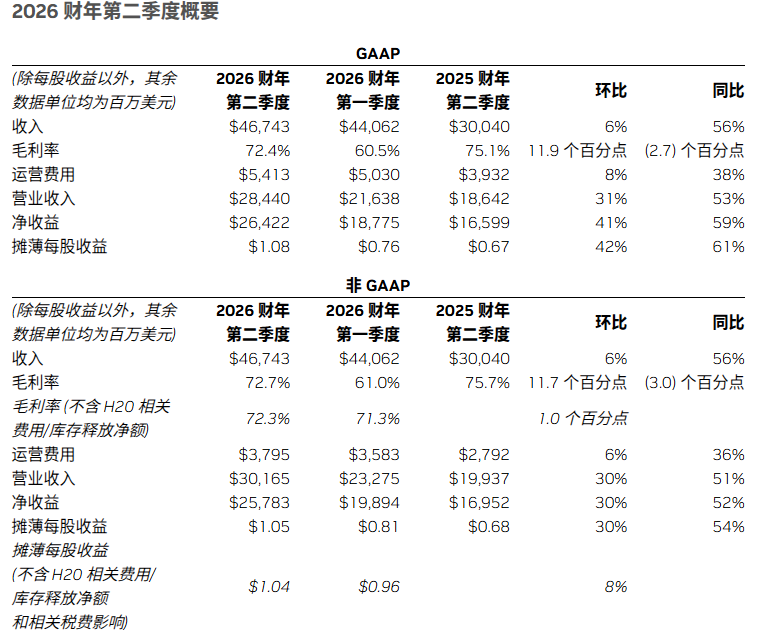 2026 财年第二季度概要
GAAP
(除每股收益以外，其余 2026 财年 2026 财年 2025 财年 环比 同比
数据单位均为百万美元) 第二季度 第一季度 第二季度
收入 $46,743 $44,062 $30,040 6% 56%
毛利率 72.4% 60.5% 75.1% 11.9 个百分点 (2.7) 个百分点
运营费用 $5,413 $5,030 $3,932 8% 38%
营业收入 $28,440 $21,638 $18,642 31% 53%
净收益 $26,422 $18,775 $16,599 41% 59%
摊薄每股收益 $1.08 $0.76 $0.67 42% 61%
非 GAAP
(除每股收益以外，其余 2026 财年 2026 财年 2025 财年 环比 同比
数据单位均为百万美元) 第二季度 第一季度 第二季度
收入 $46,743 $44,062 $30,040 6% 56%
毛利率 72.7% 61.0% 75.7% 11.7 个百分点 (3.0) 个百分点
毛利率 (不含 H20 相关
费用/库存释放净额) 72.3% 71.3% 1.0 个百分点
运营费用 $3,795 $3,583 $2,792 6% 36%
营业收入 $30,165 $23,275 $19,937 30% 51%
净收益 $25,783 $19,894 $16,952 30% 52%
摊薄每股收益 $1.05 $0.81 $0.68 30% 54%
摊薄每股收益
(不含 H20 相关费用/
库存释放净额 $1.04 $0.96 8%
和相关税费影响)